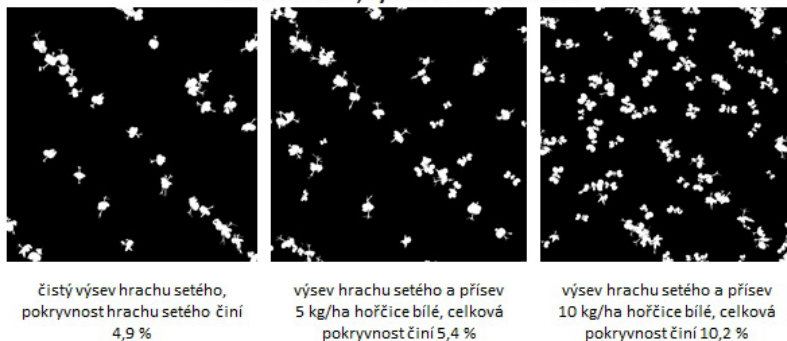 čistý výsev hrachu setého,
pokryvnost hrachu setého činí
4,9 %
výsev hrachu setého a přísev
5 kg/ha hořčice bílé, celková
pokryvnost činí 5,4 %
výsev hrachu setého a přísev
10 kg/ha hořčice bílé, celková
pokryvnost činí 10,2 %